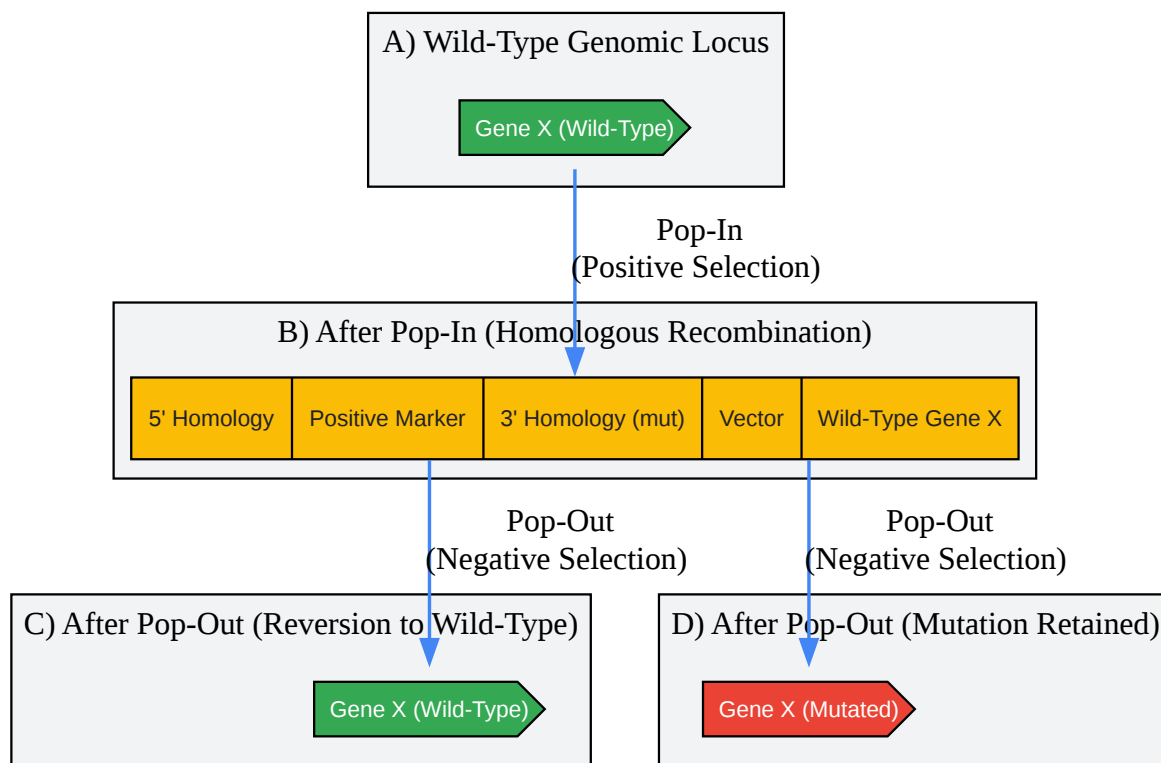 A) Wild-Type Genomic Locus
Gene X (Wild-Type)
Pop-In
(Positive Selection)
B) After Pop-In (Homologous Recombination)
5' Homology
Positive Marker
3' Homology (mut)
Vector
Wild-Type Gene X
Pop-Out
(Negative Selection)
Pop-Out
(Negative Selection)
C) After Pop-Out (Reversion to Wild-Type)
Gene X (Wild-Type)
D) After Pop-Out (Mutation Retained)
Gene X (Mutated)